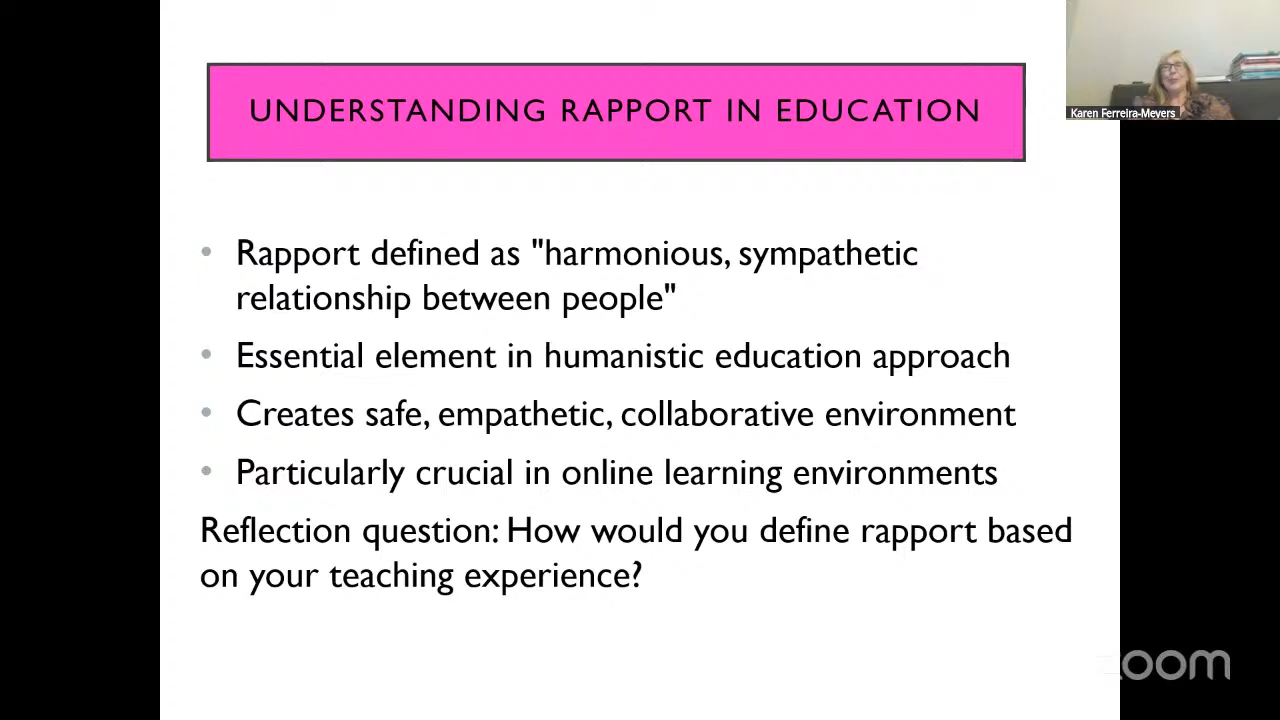 UNDERSTANDING RAPPORT IN EDUCATION
Karen Ferreira-Meyers
• Rapport defined as "harmonious, sympathetic
relationship between people"
• Essential element in humanistic education approach
• Creates safe, empathetic, collaborative environment
• Particularly crucial in online learning environments
Reflection question: How would you define rapport based
on your teaching experience?
zoom